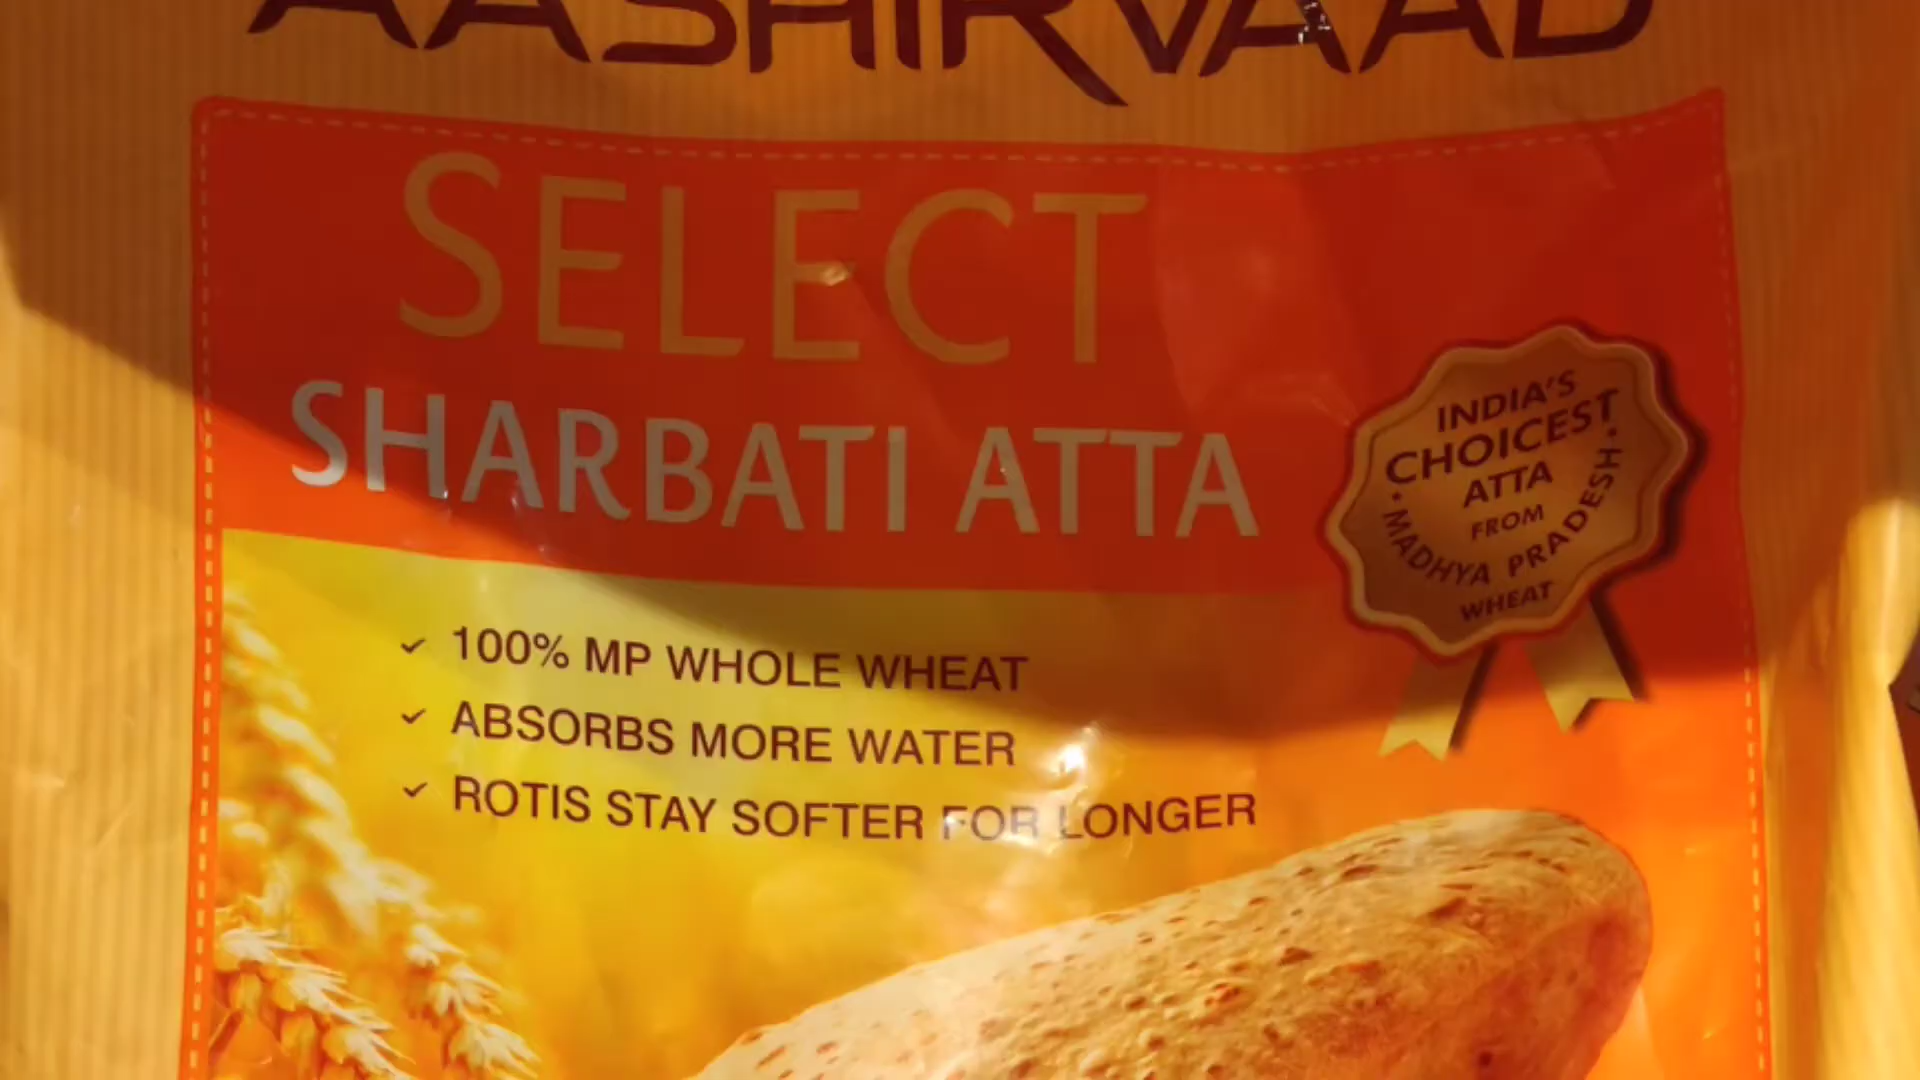 AASHIRVAAD
SELECT
SHARBATI ATTA
INDIA'S
CHOICEST
ATTA
FROM
• MADHYA PRADESH •
WHEAT
✓ 100% MP WHOLE WHEAT
✓ ABSORBS MORE WATER
✓ ROTIS STAY SOFTER FOR LONGER